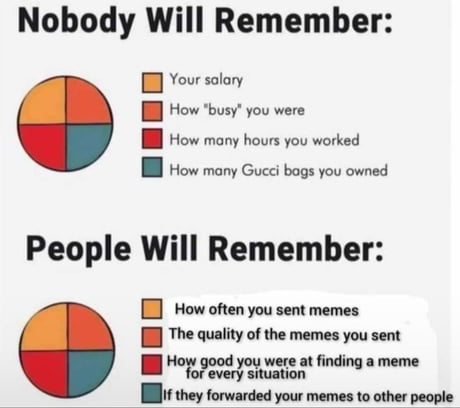 Nobody Will Remember:
Your salary
How "busy" you were
How many hours you worked
How many Gucci bags you owned
People Will Remember:
How often you sent memes
The quality of the memes you sent
How good you were at finding a meme
for every situation
If they forwarded your memes to other people